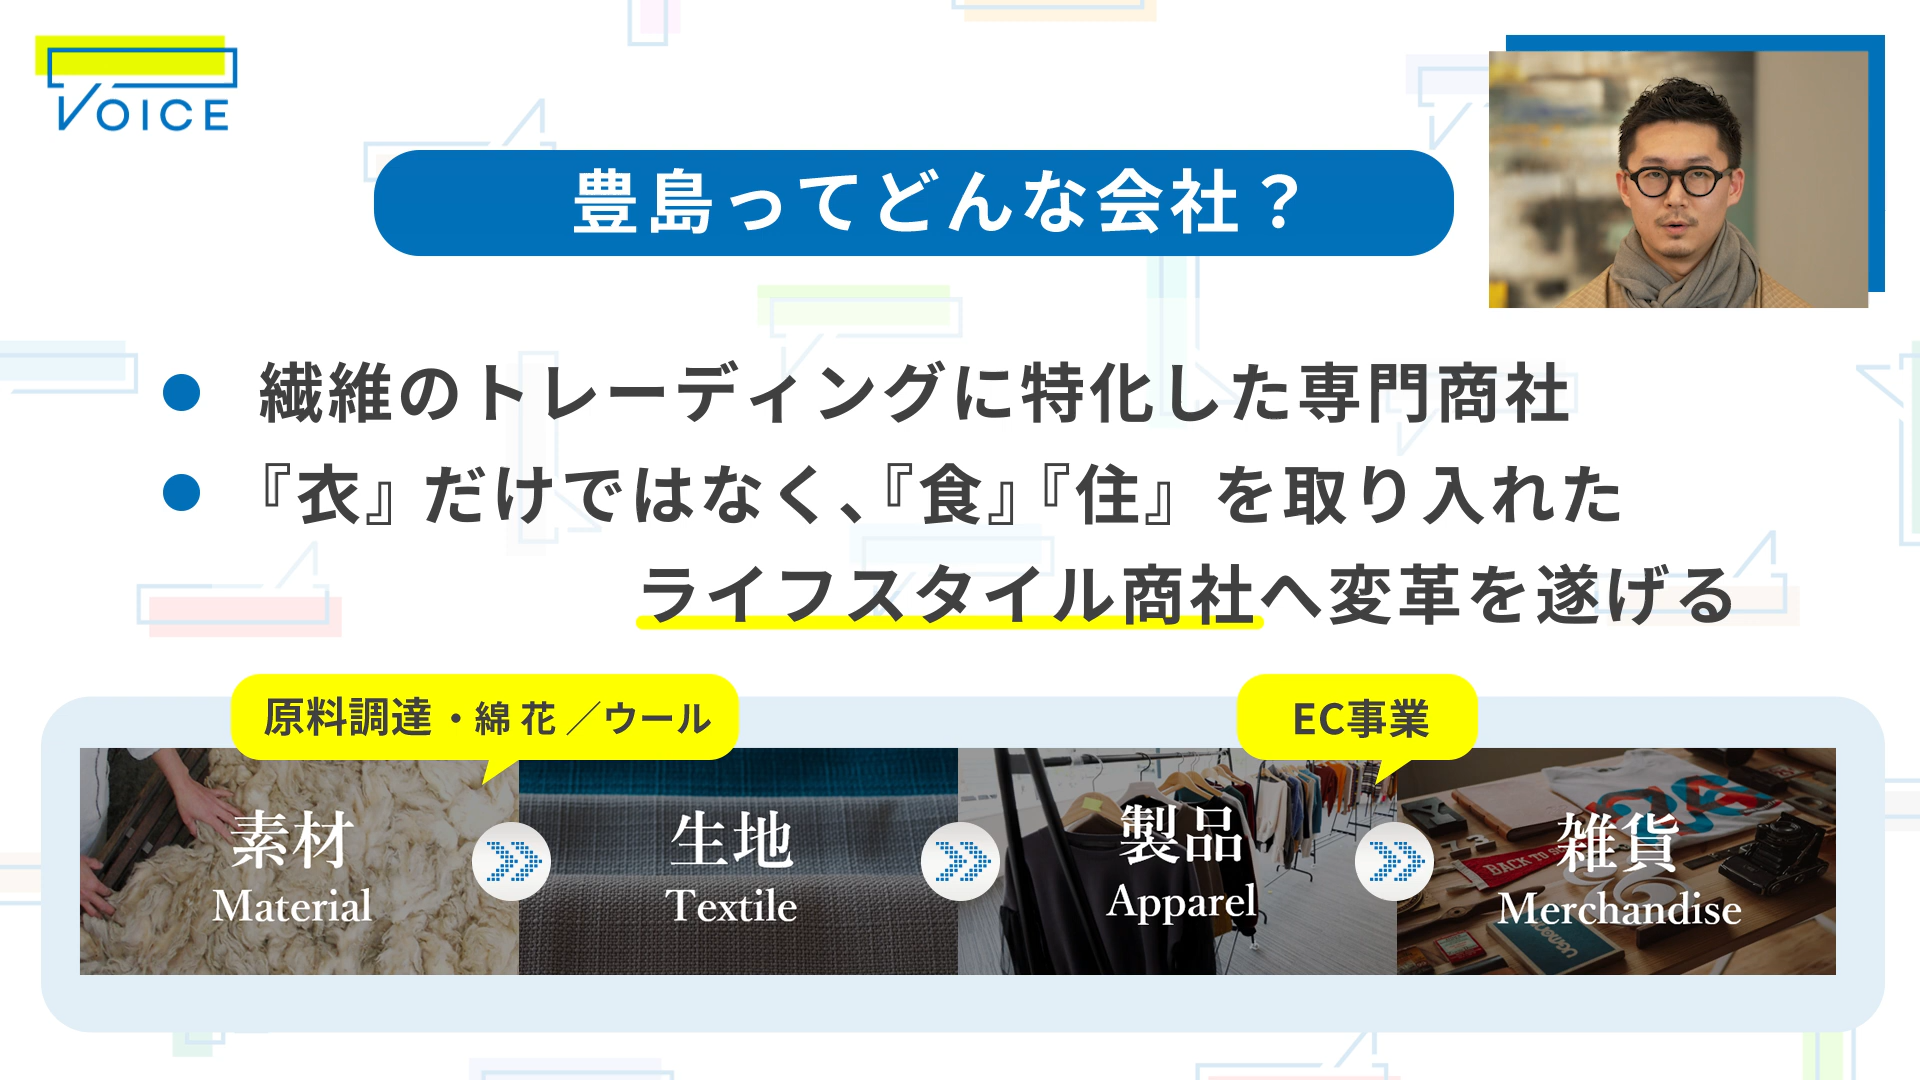 VOICE
豊島ってどんな会社？
繊維のトレーディングに特化した専門商社
『衣』だけではなく、『食』『住』を取り入れた
ライフスタイル商社へ変革を遂げる
原料調達・綿花／ウール
EC事業
素材
Material
生地
Textile
製品
Apparel
雑貨
Merchandise
BACK TO